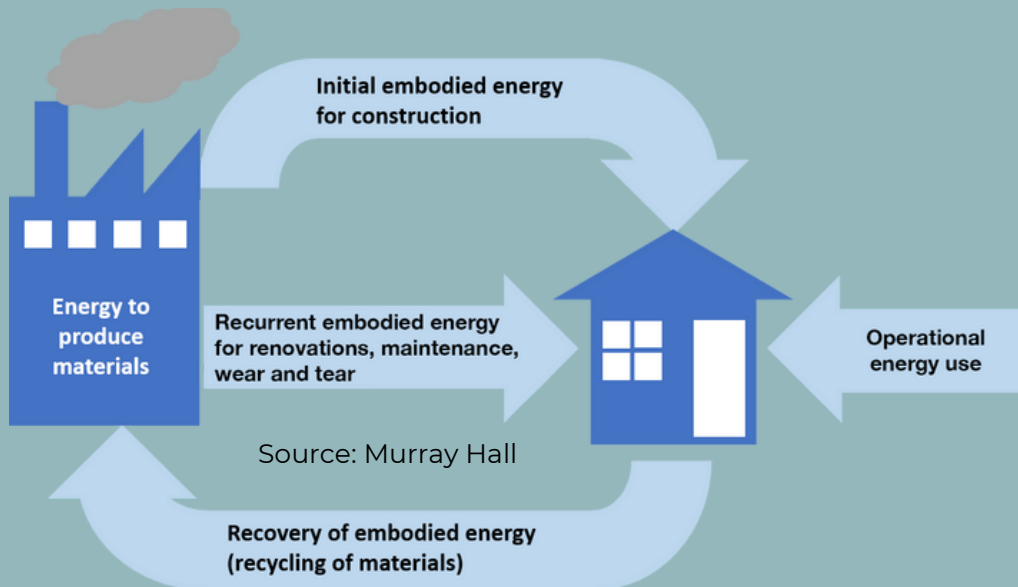 Initial embodied energy
for construction
Energy to
produce
materials
Recurrent embodied energy
for renovations, maintenance,
wear and tear
Operational
energy use
Source: Murray Hall
Recovery of embodied energy
(recycling of materials)